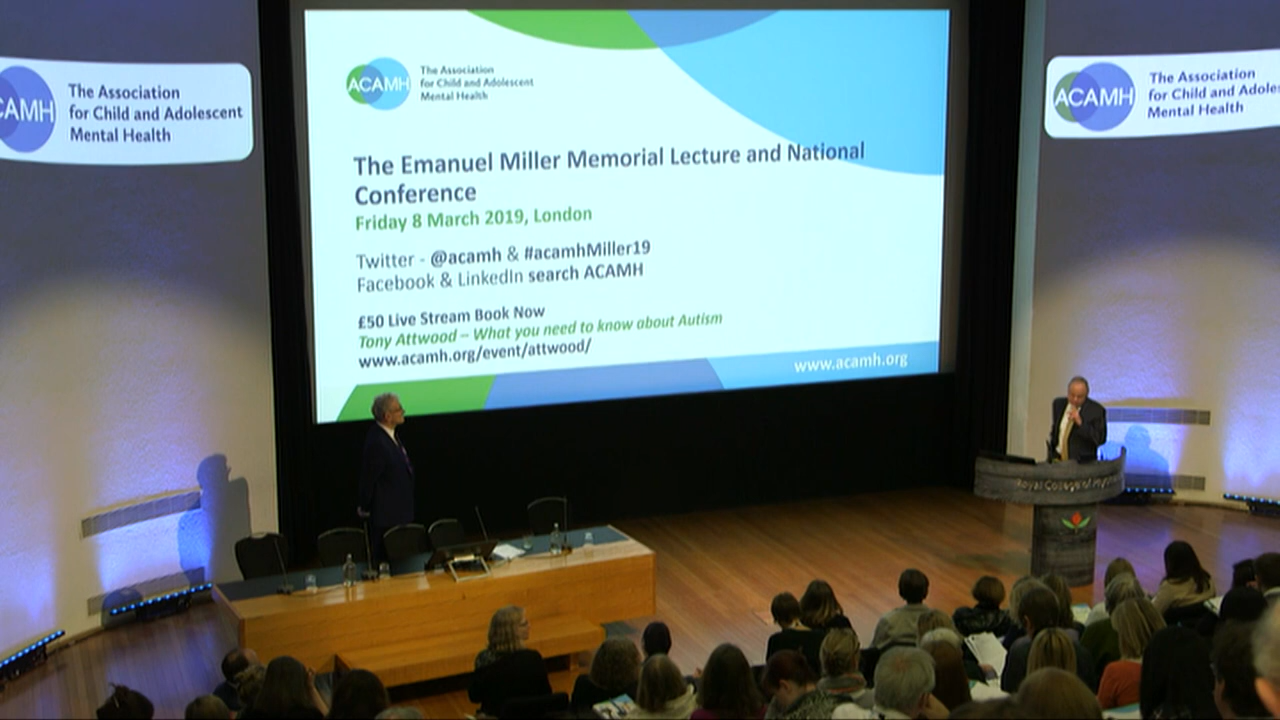 ACAMH
The Association
for Child and Adolescent
Mental Health
The Emanuel Miller Memorial Lecture and National
Conference
Friday 8 March 2019, London
Twitter - @acamh & #acamhMiller19
Facebook & LinkedIn search ACAMH
£50 Live Stream Book Now
Tony Attwood – What you need to know about Autism
www.acamh.org/event/attwood/
www.acamh.org
CAMH
The Association
for Child and Adolescent
Mental Health
ACAMH
The Association
for Child and Adoles
Mental Health
Royal College of